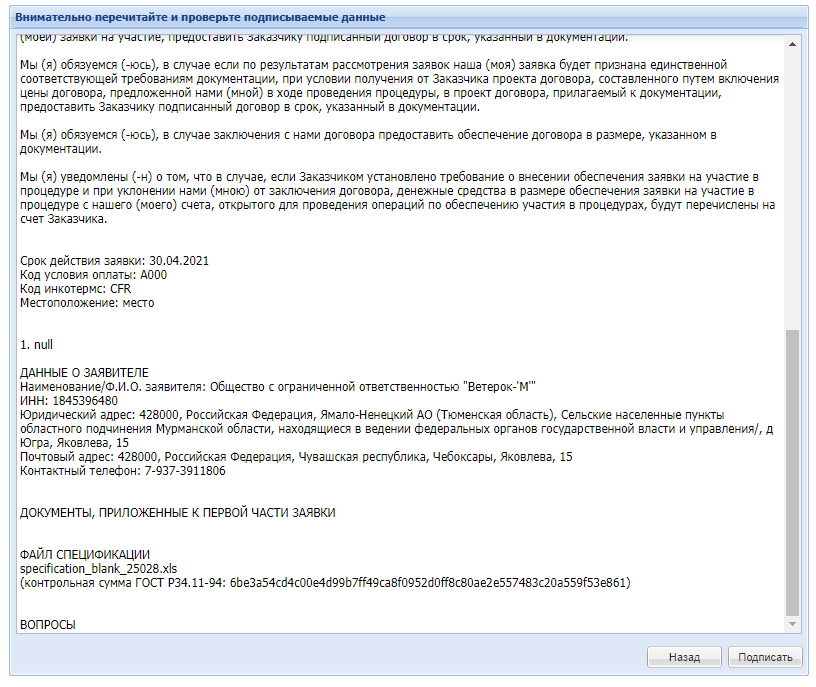 Внимательно перечитайте и проверьте подписываемые данные
(моей) заявки на участие, предоставить Заказчику подписанный договор в срок, указанный в документации.
Мы (я) обязуемся (-юсь), в случае если по результатам рассмотрения заявок наша (моя) заявка будет признана единственной
соответствующей требованиям документации, при условии получения от Заказчика проекта договора, составленного путем включения
цены договора, предложенной нами (мной) в ходе проведения процедуры, в проект договора, прилагаемый к документации,
предоставить Заказчику подписанный договор в срок, указанный в документации.
Мы (я) обязуемся (-юсь), в случае заключения с нами договора предоставить обеспечение договора в размере, указанном в
документации.
Мы (я) уведомлены (-н) о том, что в случае, если Заказчиком установлено требование о внесении обеспечения заявки на участие в
процедуре и при уклонении нами (мною) от заключения договора, денежные средства в размере обеспечения заявки на участие в
процедуре с нашего (моего) счета, открытого для проведения операций по обеспечению участия в процедурах, будут перечислены на
счет Заказчика.
Срок действия заявки: 30.04.2021
Код условия оплаты: A000
Код инкотермс: CFR
Местоположение: место
1. null
ДАННЫЕ О ЗАЯВИТЕЛЕ
Наименование/Ф.И.О. заявителя: Общество с ограниченной ответственностью "Ветерок-'М'"
ИНН: 1845396480
Юридический адрес: 428000, Российская Федерация, Ямало-Ненецкий АО (Тюменская область), Сельские населенные пункты
областного подчинения Мурманской области, находящиеся в ведении федеральных органов государственной власти и управления/, д
Югра, Яковлева, 15
Почтовый адрес: 428000, Российская Федерация, Чувашская республика, Чебоксары, Яковлева, 15
Контактный телефон: 7-937-3911806
ДОКУМЕНТЫ, ПРИЛОЖЕННЫЕ К ПЕРВОЙ ЧАСТИ ЗАЯВКИ
ФАЙЛ СПЕЦИФИКАЦИИ
specification_blank_25028.xls
(контрольная сумма ГОСТ Р34.11-94: 6be3a54cd4c00e4d99b7ff49ca8f0952d0ff8c80ae2e557483c20a559f53e861)
ВОПРОСЫ
Назад
Подписать